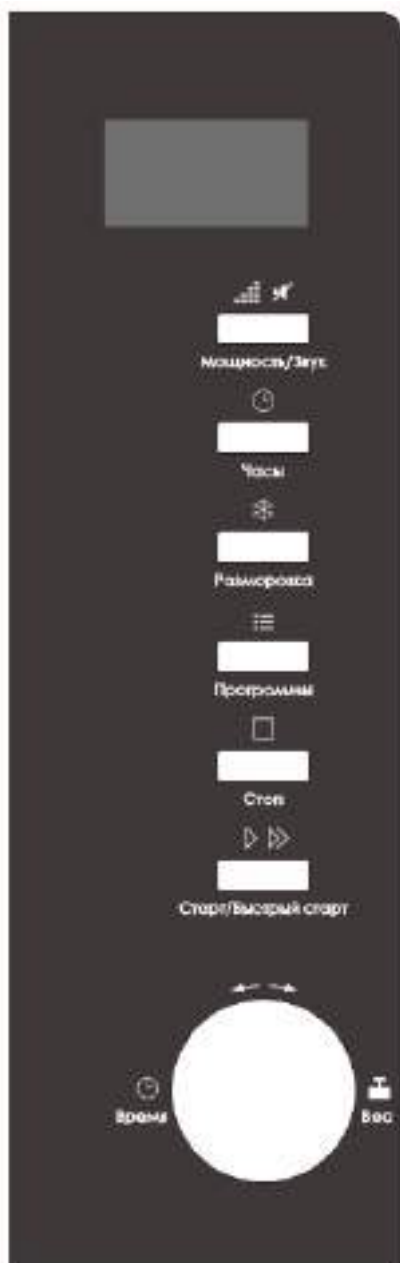 Мощность/Звук
Часы
Разморозка
Программы
Стоп
Старт/Быстрый старт
Время
Вес